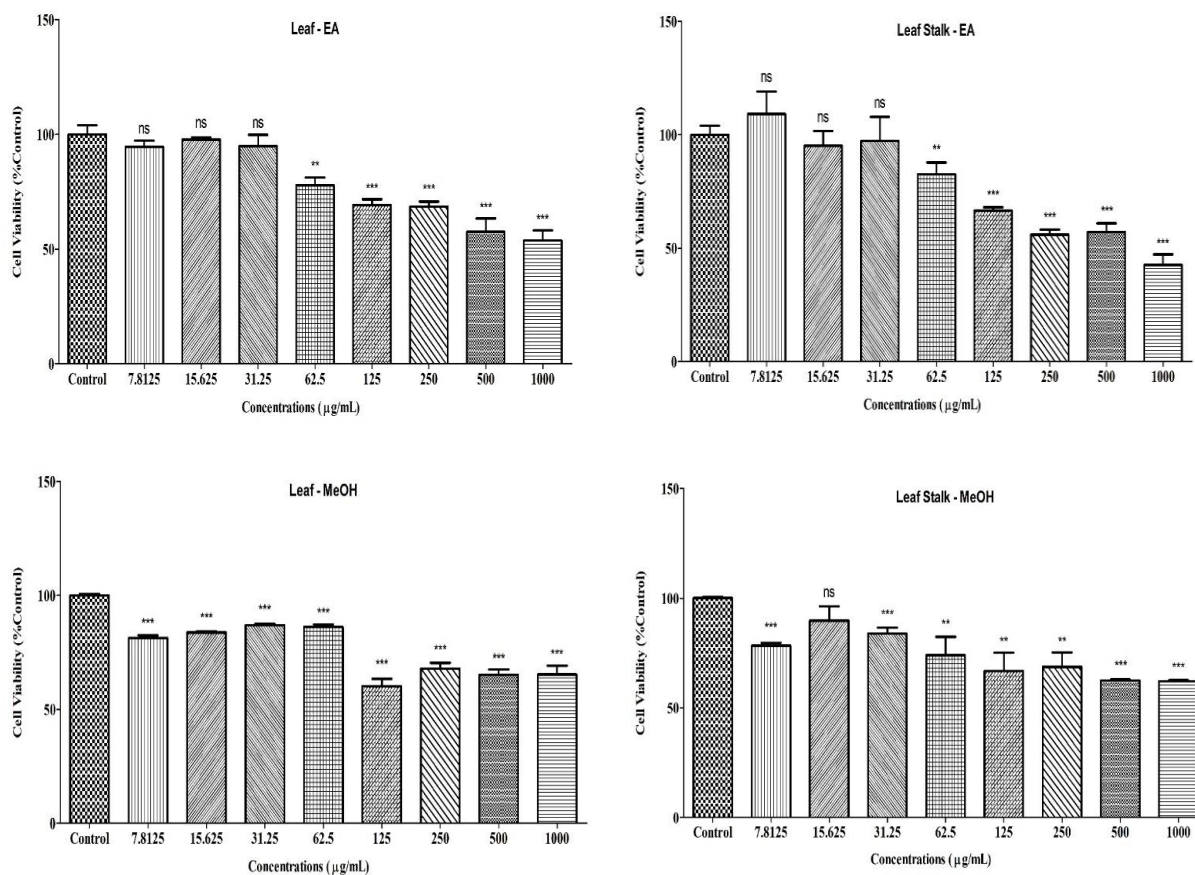 Leaf - EA
Cell Viability (%Control)
150
100
50
0
ns
ns
ns
**
***
***
***
***
Control 7.8125 15.625 31.25 62.5 125 250 500 1000
Concentrations ( µg/mL)
Leaf Stalk - EA
Cell Viability (%Control)
150
100
50
0
ns
ns
ns
**
***
***
***
***
Control 7.8125 15.625 31.25 62.5 125 250 500 1000
Concentrations ( µg/mL)
Leaf - MeOH
Cell Viability (%Control)
150
100
50
0
***
***
***
***
***
***
***
***
Control 7.8125 15.625 31.25 62.5 125 250 500 1000
Concentrations ( µg/mL)
Leaf Stalk - MeOH
Cell Viability (%Control)
150
100
50
0
***
ns
***
**
**
**
***
***
Control 7.8125 15.625 31.25 62.5 125 250 500 1000
Concentrations ( µg/mL)